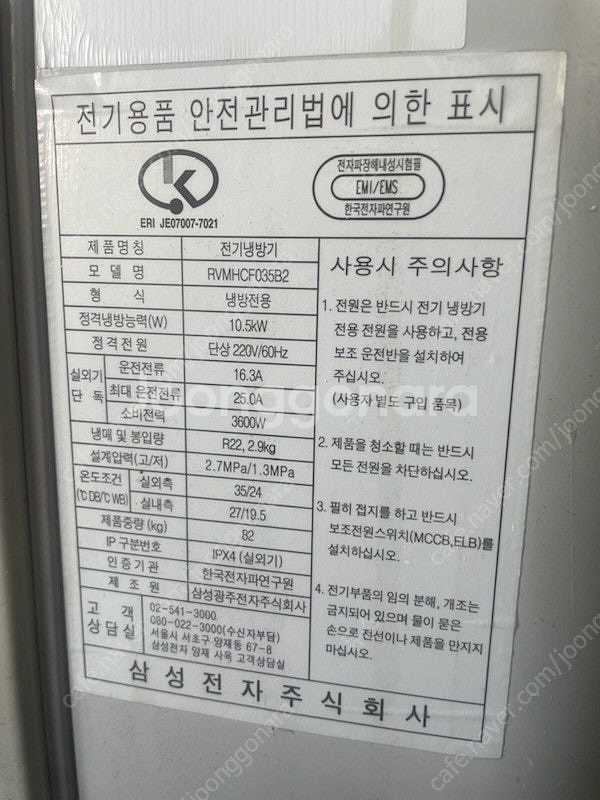 전기용품 안전관리법에 의한 표시
K
ERI JE07007-7021
전자파장해내성시험필
EMI/EMS
한국전자파연구원
제품명칭 전기냉방기
모델명 RVMHCF035B2
형식 냉방전용
정격냉방능력(W) 10.5kW
정격전원 단상 220V/60Hz
실외기 단독 운전전류 16.3A
최대 운전전류 25.0A
소비전력 3600W
냉매 및 봉입량 R22, 2.9kg
설계압력(고/저) 2.7MPa/1.3MPa
온도조건 (℃DB/℃WB) 실외측 35/24
실내측 27/19.5
제품중량 (kg) 82
IP 구분번호 IPX4 (실외기)
인증기관 한국전자파연구원
제조원 삼성광주전자주식회사
고객 상담실 02-541-3000
080-022-3000(수신자부담)
서울시 서초구 양재동 67-8
삼성전자 양재 사옥 고객상담실
사용시 주의사항
1. 전원은 반드시 전기 냉방기
전용 전원을 사용하고, 전용
보조 운전반을 설치하여
주십시오.
(사용자 별도 구입 품목)
2. 제품을 청소할 때는 반드시
모든 전원을 차단하십시오.
3. 필히 접지를 하고 반드시
보조전원스위치(MCCB,ELB)를
설치하십시오.
4. 전기부품의 임의 분해, 개조는
금지되어 있으며 물이 묻은
손으로 전선이나 제품을 만지지
마십시오.
삼성전자주식회사
joonggonara
cafe.naver.com/joonggonara